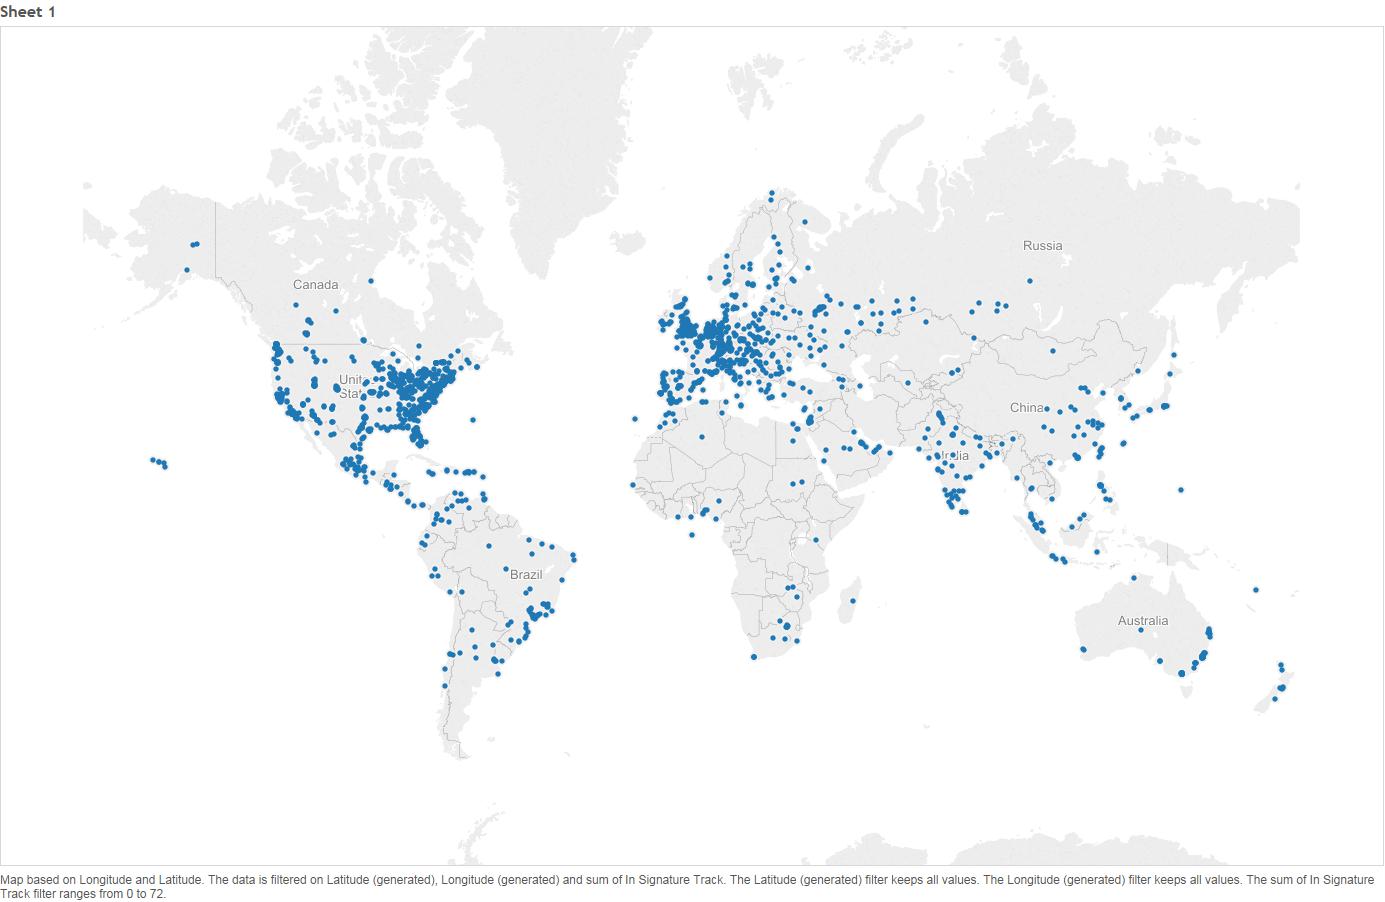 Sheet 1
Russia
Canada
United
States
China
India
Brazil
Australia
Map based on Longitude and Latitude. The data is filtered on Latitude (generated), Longitude (generated) and sum of In Signature Track. The Latitude (generated) filter keeps all values. The Longitude (generated) filter keeps all values. The sum of In Signature
Track filter ranges from 0 to 72.